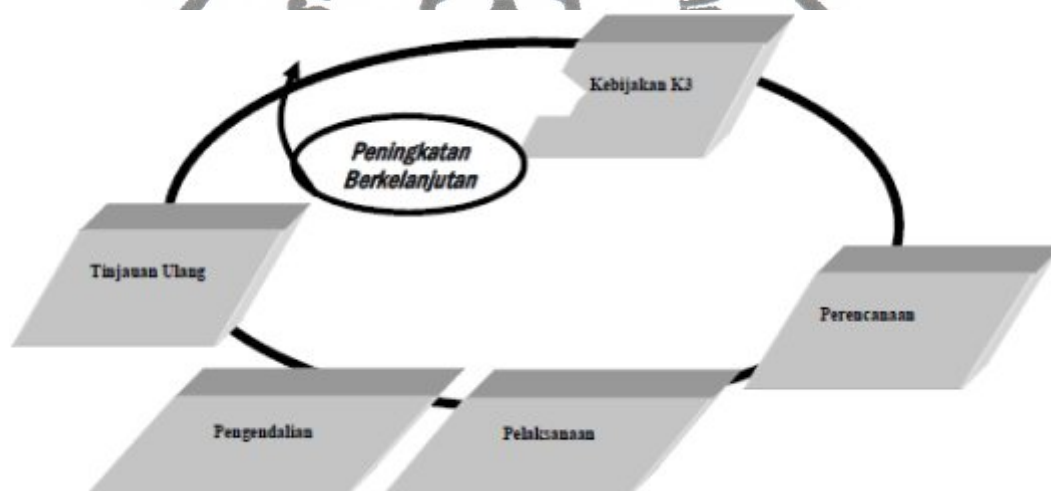 Kebijakan K3
Peningkatan
Berkelanjutan
Tinjauan Ulang
Perencanaan
Pengendalian
Pelaksanaan